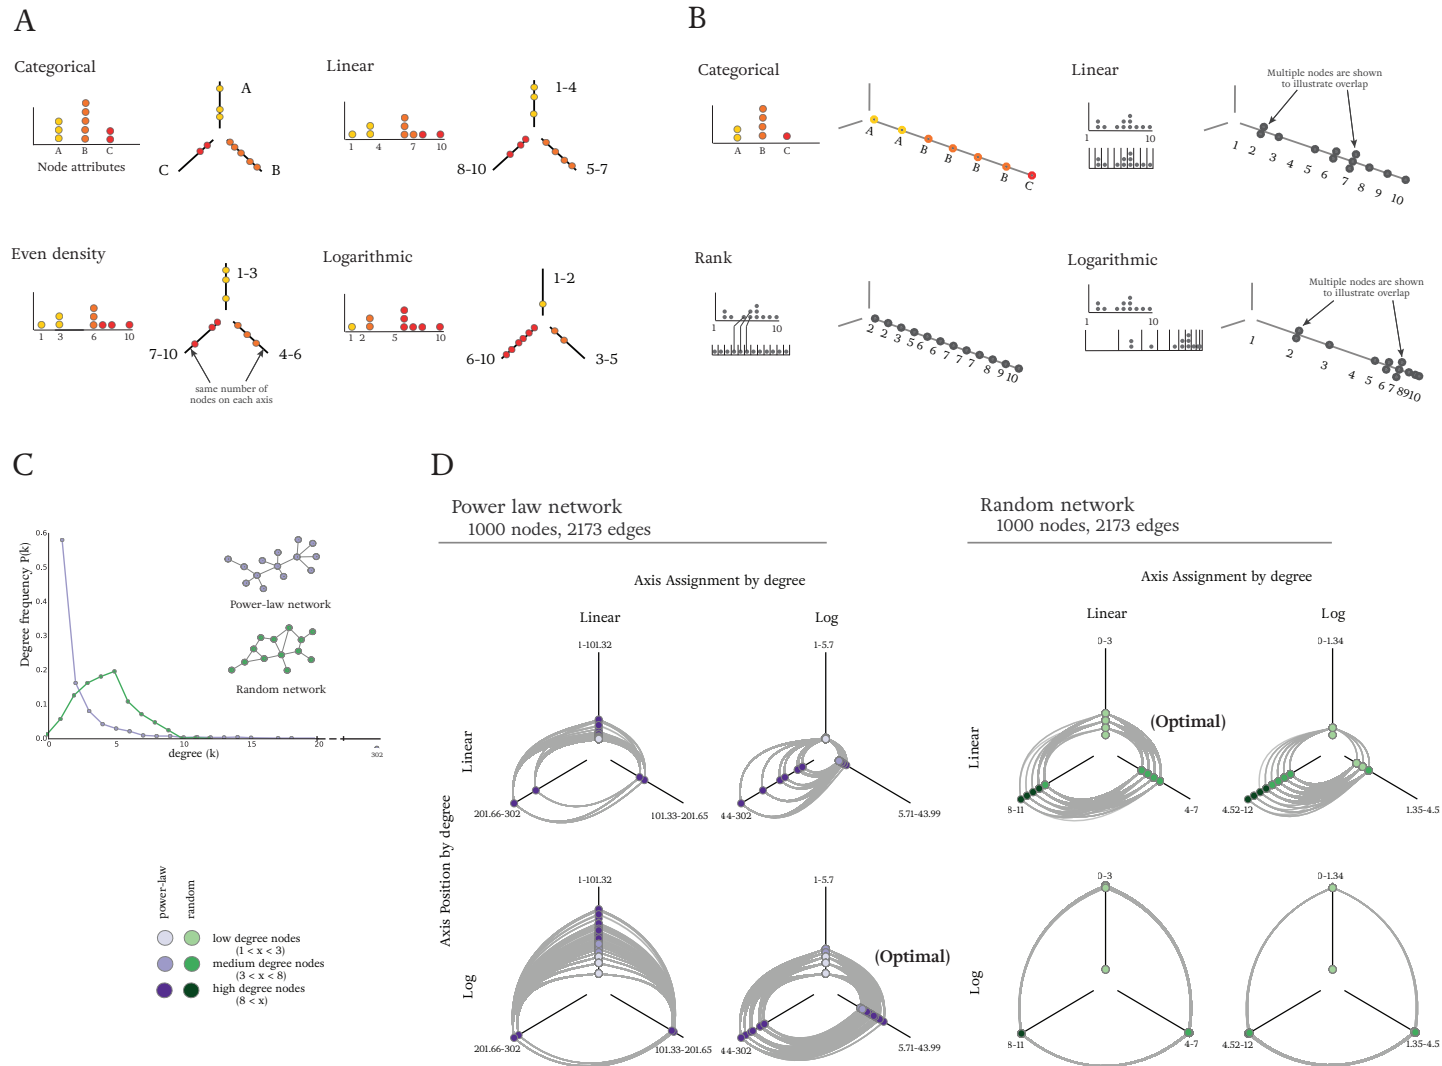 A
Categorical
A B C
Node attributes
A
C
B
Linear
1 4 7 10
1-4
8-10
5-7
Even density
1 3 6 10
1-3
7-10
4-6
same number of
nodes on each axis
Logarithmic
1 2 5 10
1-2
6-10
3-5
B
Categorical
A B C
A A B B B B C
Linear
1 10
Multiple nodes are shown
to illustrate overlap
1 2 3 4 5 6 7 8 9 10
Rank
1 10
2 2 3 5 6 6 7 7 7 8 9 10
Logarithmic
1 10
Multiple nodes are shown
to illustrate overlap
1 2 3 4 5 6 7 8 9 10
C
Degree frequency P(k)
0.6
0.5
0.4
0.3
0.2
0.1
0.0
0 5 10 15 20
302
degree (k)
Power-law network
Random network
power-law
random
low degree nodes
(1 < x < 3)
medium degree nodes
(3 < x < 8)
high degree nodes
(8 < x)
D
Power law network
1000 nodes, 2173 edges
Axis Assignment by degree
Linear
Log
Axis Position by degree
Linear
1-101.32
201.66-302
101.33-201.65
1-5.7
44-302
5.71-43.99
Log
1-101.32
201.66-302
101.33-201.65
1-5.7
(Optimal)
44-302
5.71-43.99
Random network
1000 nodes, 2173 edges
Axis Assignment by degree
Linear
Log
Linear
0-3
(Optimal)
8-11
4-7
0-1.34
4.52-12
1.35-4.5
Log
0-3
8-11
4-7
0-1.34
4.52-12
1.35-4.5